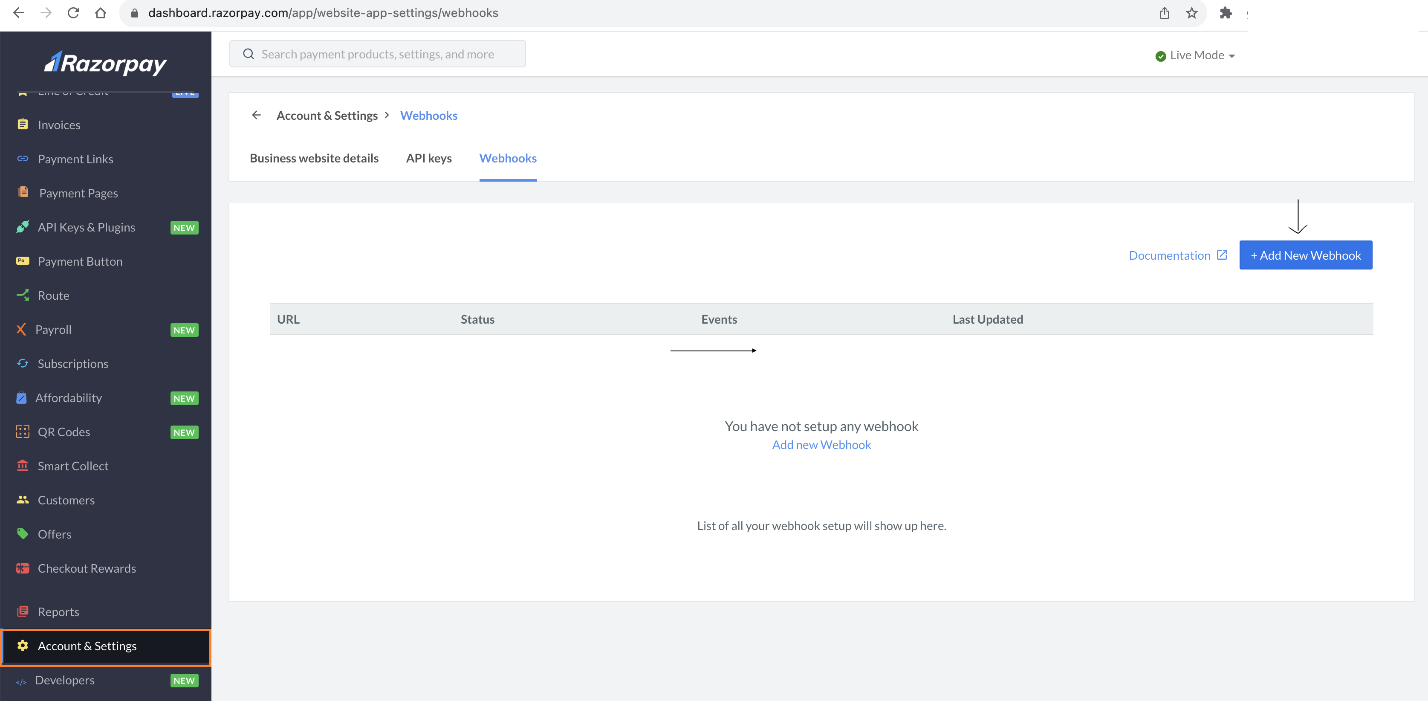 dashboard.razorpay.com/app/website-app-settings/webhooks
Razorpay
Search payment products, settings, and more
Live Mode
Line of Credit LIVE
Invoices
Payment Links
Payment Pages
API Keys & Plugins NEW
Payment Button
Route
Payroll NEW
Subscriptions
Affordability NEW
QR Codes NEW
Smart Collect
Customers
Offers
Checkout Rewards
Reports
Account & Settings
Developers NEW
Account & Settings > Webhooks
Business website details API keys Webhooks
Documentation + Add New Webhook
URL Status Events Last Updated
You have not setup any webhook
Add new Webhook
List of all your webhook setup will show up here.